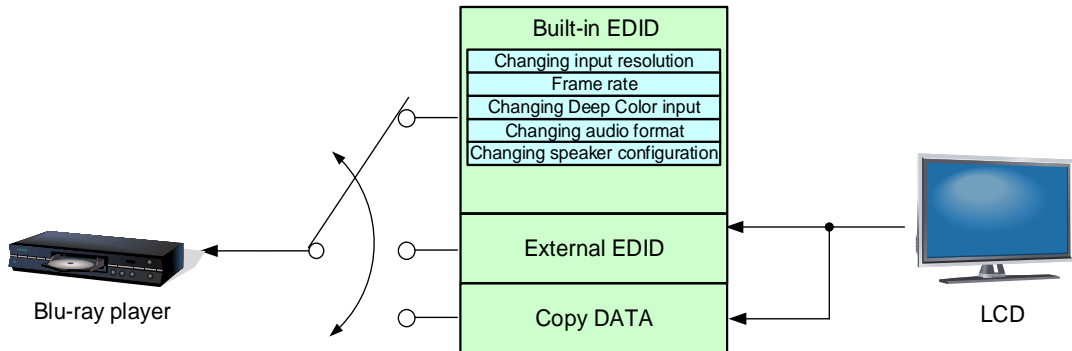 Built-in EDID
Changing input resolution
Frame rate
Changing Deep Color input
Changing audio format
Changing speaker configuration
External EDID
Copy DATA
Blu-ray player
LCD